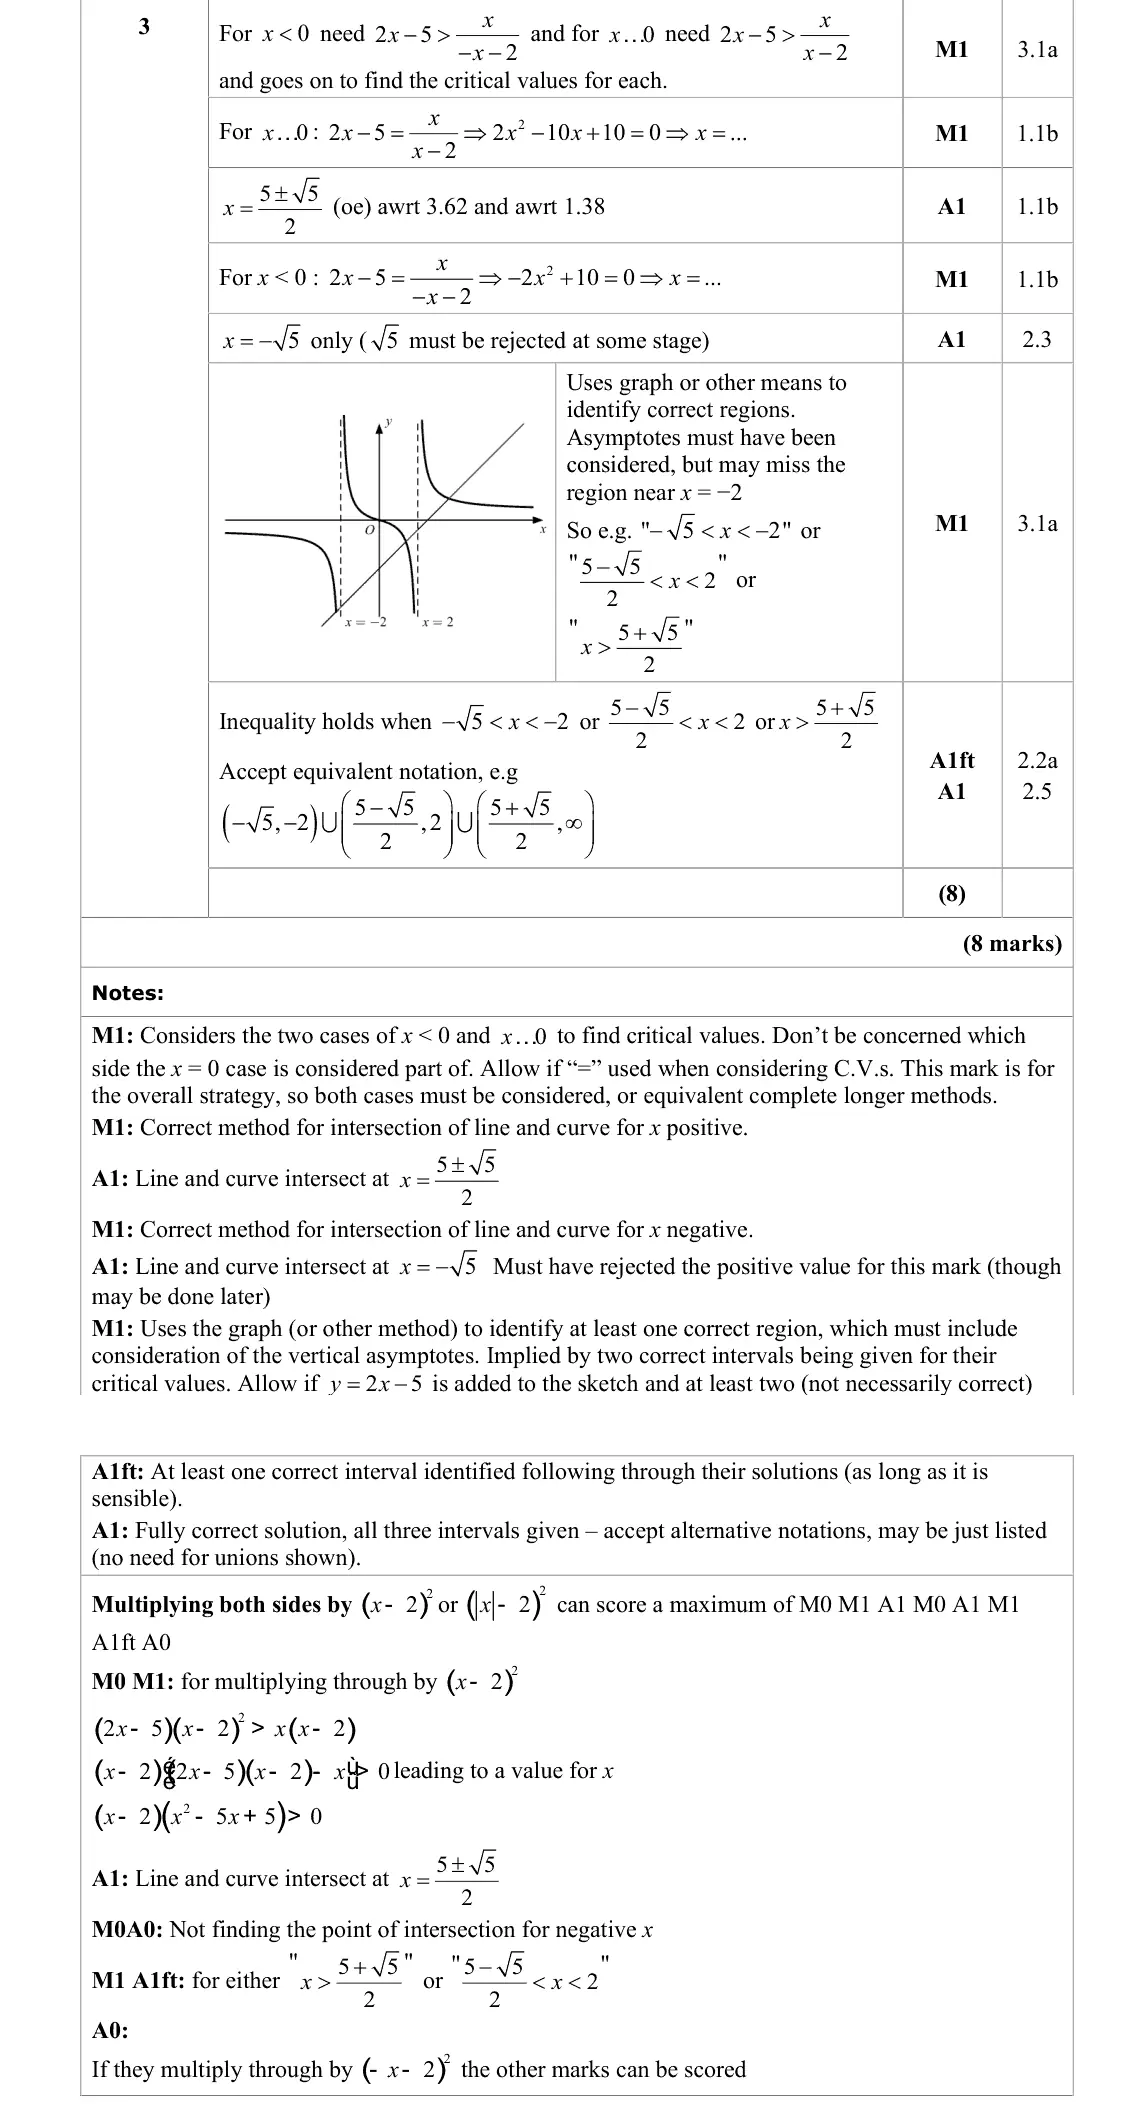 3
For x < 0 need 2x − 5 > x/(−x − 2) and for x…0 need 2x − 5 > x/(x − 2)
and goes on to find the critical values for each.
M1 3.1a
For x…0 : 2x − 5 = x/(x − 2) ⇒ 2x² − 10x + 10 = 0 ⇒ x = ...
M1 1.1b
x = (5 ± √5)/2 (oe) awrt 3.62 and awrt 1.38
A1 1.1b
For x < 0 : 2x − 5 = x/(−x − 2) ⇒ −2x² + 10 = 0 ⇒ x = ...
M1 1.1b
x = −√5 only ( √5 must be rejected at some stage)
A1 2.3
y
O
x
x = −2
x = 2
Uses graph or other means to
identify correct regions.
Asymptotes must have been
considered, but may miss the
region near x = −2
So e.g. "−√5 < x < −2" or
"(5 − √5)/2 < x < 2" or
"x > (5 + √5)/2"
M1 3.1a
Inequality holds when −√5 < x < −2 or (5 − √5)/2 < x < 2 or x > (5 + √5)/2
Accept equivalent notation, e.g
(−√5, −2) ∪ ((5 − √5)/2, 2) ∪ ((5 + √5)/2, ∞)
A1ft 2.2a
A1 2.5
(8)
(8 marks)
Notes:
M1: Considers the two cases of x < 0 and x…0 to find critical values. Don’t be concerned which
side the x = 0 case is considered part of. Allow if “=” used when considering C.V.s. This mark is for
the overall strategy, so both cases must be considered, or equivalent complete longer methods.
M1: Correct method for intersection of line and curve for x positive.
A1: Line and curve intersect at x = (5 ± √5)/2
M1: Correct method for intersection of line and curve for x negative.
A1: Line and curve intersect at x = −√5 Must have rejected the positive value for this mark (though
may be done later)
M1: Uses the graph (or other method) to identify at least one correct region, which must include
consideration of the vertical asymptotes. Implied by two correct intervals being given for their
critical values. Allow if y = 2x − 5 is added to the sketch and at least two (not necessarily correct)
A1ft: At least one correct interval identified following through their solutions (as long as it is
sensible).
A1: Fully correct solution, all three intervals given – accept alternative notations, may be just listed
(no need for unions shown).
Multiplying both sides by (x - 2)² or (|x| - 2)² can score a maximum of M0 M1 A1 M0 A1 M1
A1ft A0
M0 M1: for multiplying through by (x - 2)²
(2x - 5)(x - 2)² > x(x - 2)
(x - 2) 2x - 5)(x - 2) - x > 0 leading to a value for x
(x - 2)(x² - 5x + 5) > 0
A1: Line and curve intersect at x = (5 ± √5)/2
M0A0: Not finding the point of intersection for negative x
M1 A1ft: for either "x > (5 + √5)/2" or "(5 − √5)/2 < x < 2"
A0:
If they multiply through by (- x - 2)² the other marks can be scored